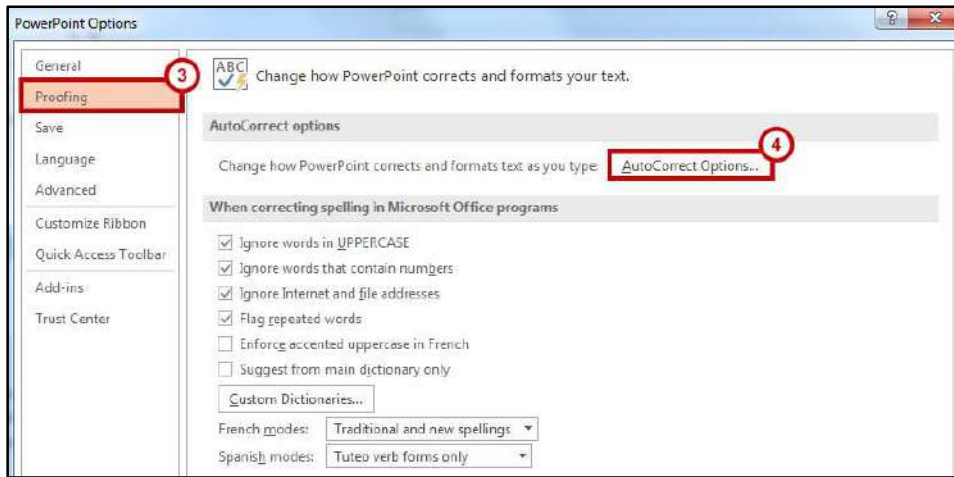 PowerPoint Options
General
Proofing
3
Save
Language
Advanced
Customize Ribbon
Quick Access Toolbar
Add-ins
Trust Center
ABC
Change how PowerPoint corrects and formats your text.
AutoCorrect options
4
Change how PowerPoint corrects and formats text as you type: AutoCorrect Options...
When correcting spelling in Microsoft Office programs
Ignore words in UPPERCASE
Ignore words that contain numbers
Ignore Internet and file addresses
Flag repeated words
Enforce accented uppercase in French
Suggest from main dictionary only
Custom Dictionaries...
French modes: Traditional and new spellings
Spanish modes: Tuteo verb forms only